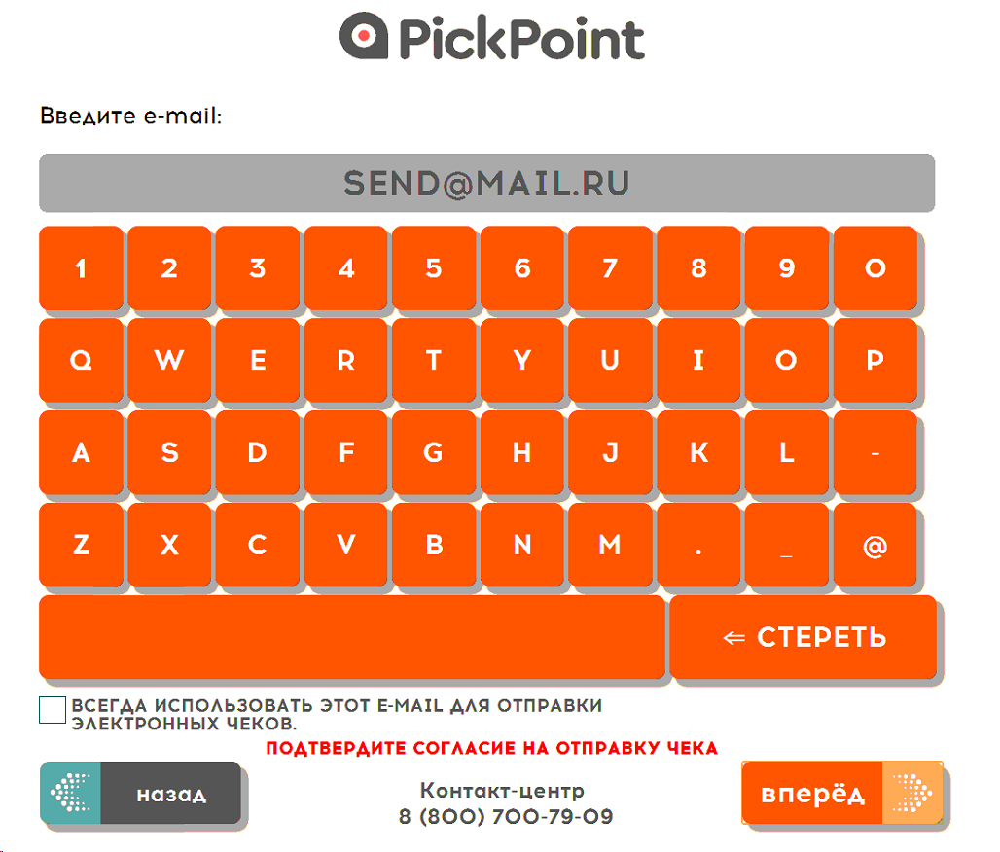 PickPoint
Введите e-mail:
SEND@MAIL.RU
1 2 3 4 5 6 7 8 9 0
Q W E R T Y U I O P
A S D F G H J K L -
Z X C V B N M . _ @
⇐ СТЕРЕТЬ
ВСЕГДА ИСПОЛЬЗОВАТЬ ЭТОТ E-MAIL ДЛЯ ОТПРАВКИ
ЭЛЕКТРОННЫХ ЧЕКОВ.
ПОДТВЕРДИТЕ СОГЛАСИЕ НА ОТПРАВКУ ЧЕКА
назад
Контакт-центр
8 (800) 700-79-09
вперёд